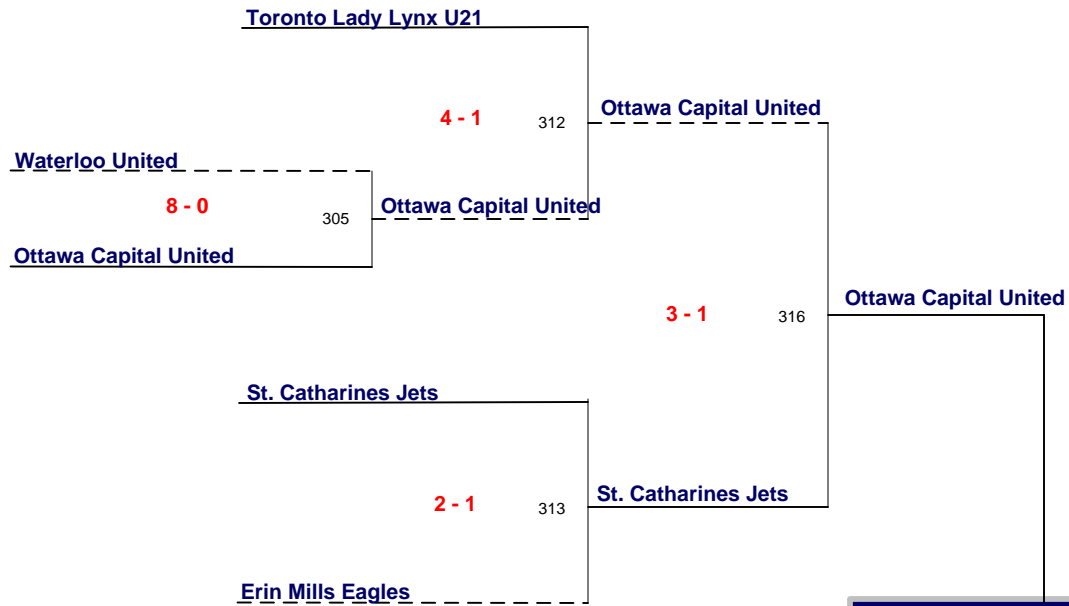 Toronto Lady Lynx U21
4 - 1
312
Ottawa Capital United
Waterloo United
8 - 0
305
Ottawa Capital United
Ottawa Capital United
3 - 1
316
Ottawa Capital United
St. Catharines Jets
2 - 1
313
St. Catharines Jets
Erin Mills Eagles